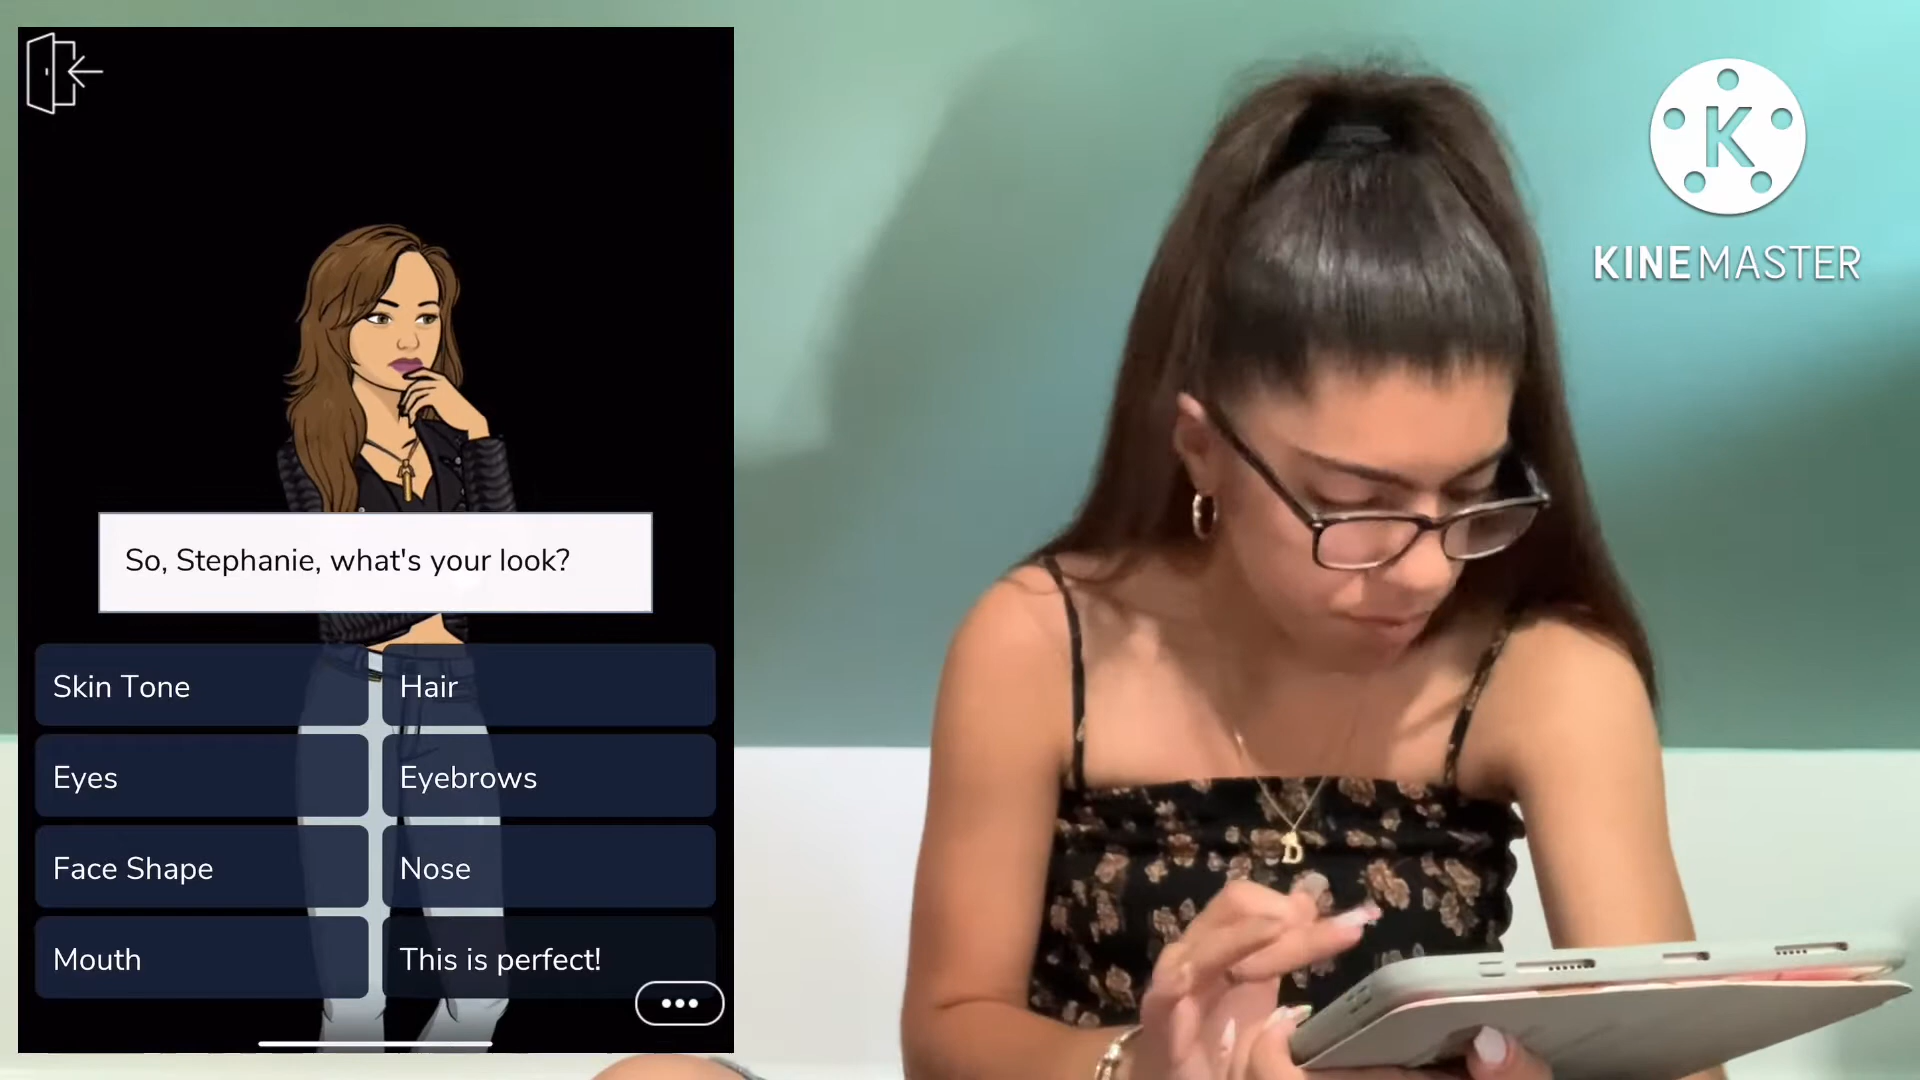 So, Stephanie, what's your look?
Skin Tone
Hair
Eyes
Eyebrows
Face Shape
Nose
Mouth
This is perfect!
K
KINEMASTER
D